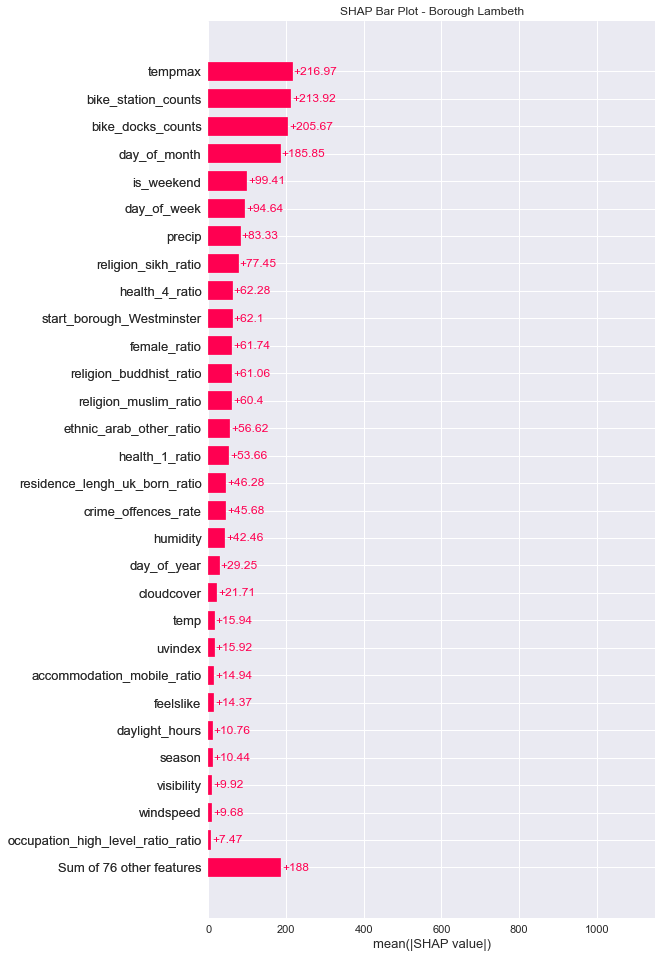 SHAP Bar Plot - Borough Lambeth
tempmax +216.97
bike_station_counts +213.92
bike_docks_counts +205.67
day_of_month +185.85
is_weekend +99.41
day_of_week +94.64
precip +83.33
religion_sikh_ratio +77.45
health_4_ratio +62.28
start_borough_Westminster +62.1
female_ratio +61.74
religion_buddhist_ratio +61.06
religion_muslim_ratio +60.4
ethnic_arab_other_ratio +56.62
health_1_ratio +53.66
residence_lengh_uk_born_ratio +46.28
crime_offences_rate +45.68
humidity +42.46
day_of_year +29.25
cloudcover +21.71
temp +15.94
uvindex +15.92
accommodation_mobile_ratio +14.94
feelslike +14.37
daylight_hours +10.76
season +10.44
visibility +9.92
windspeed +9.68
occupation_high_level_ratio_ratio +7.47
Sum of 76 other features +188
0 200 400 600 800 1000
mean(|SHAP value|)